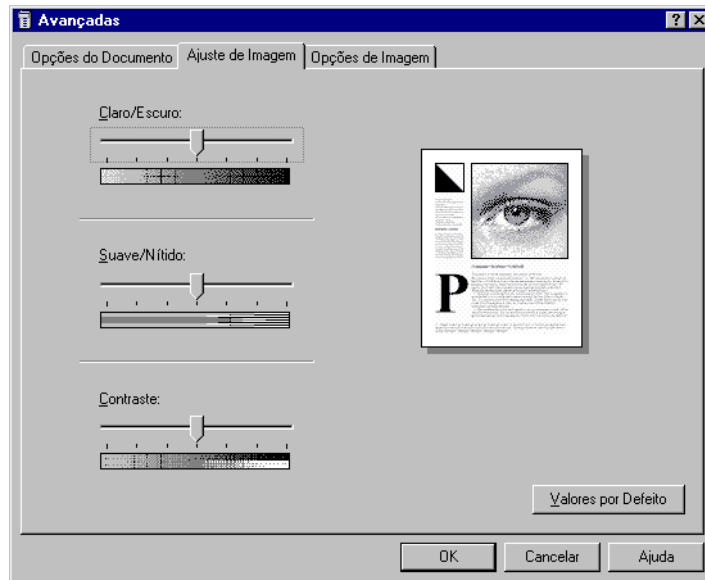 Avançadas
Opções do Documento
Ajuste de Imagem
Opções de Imagem
Claro/Escuro:
Suave/Nítido:
P
Contraste:
Valores por Defeito
OK
Cancelar
Ajuda